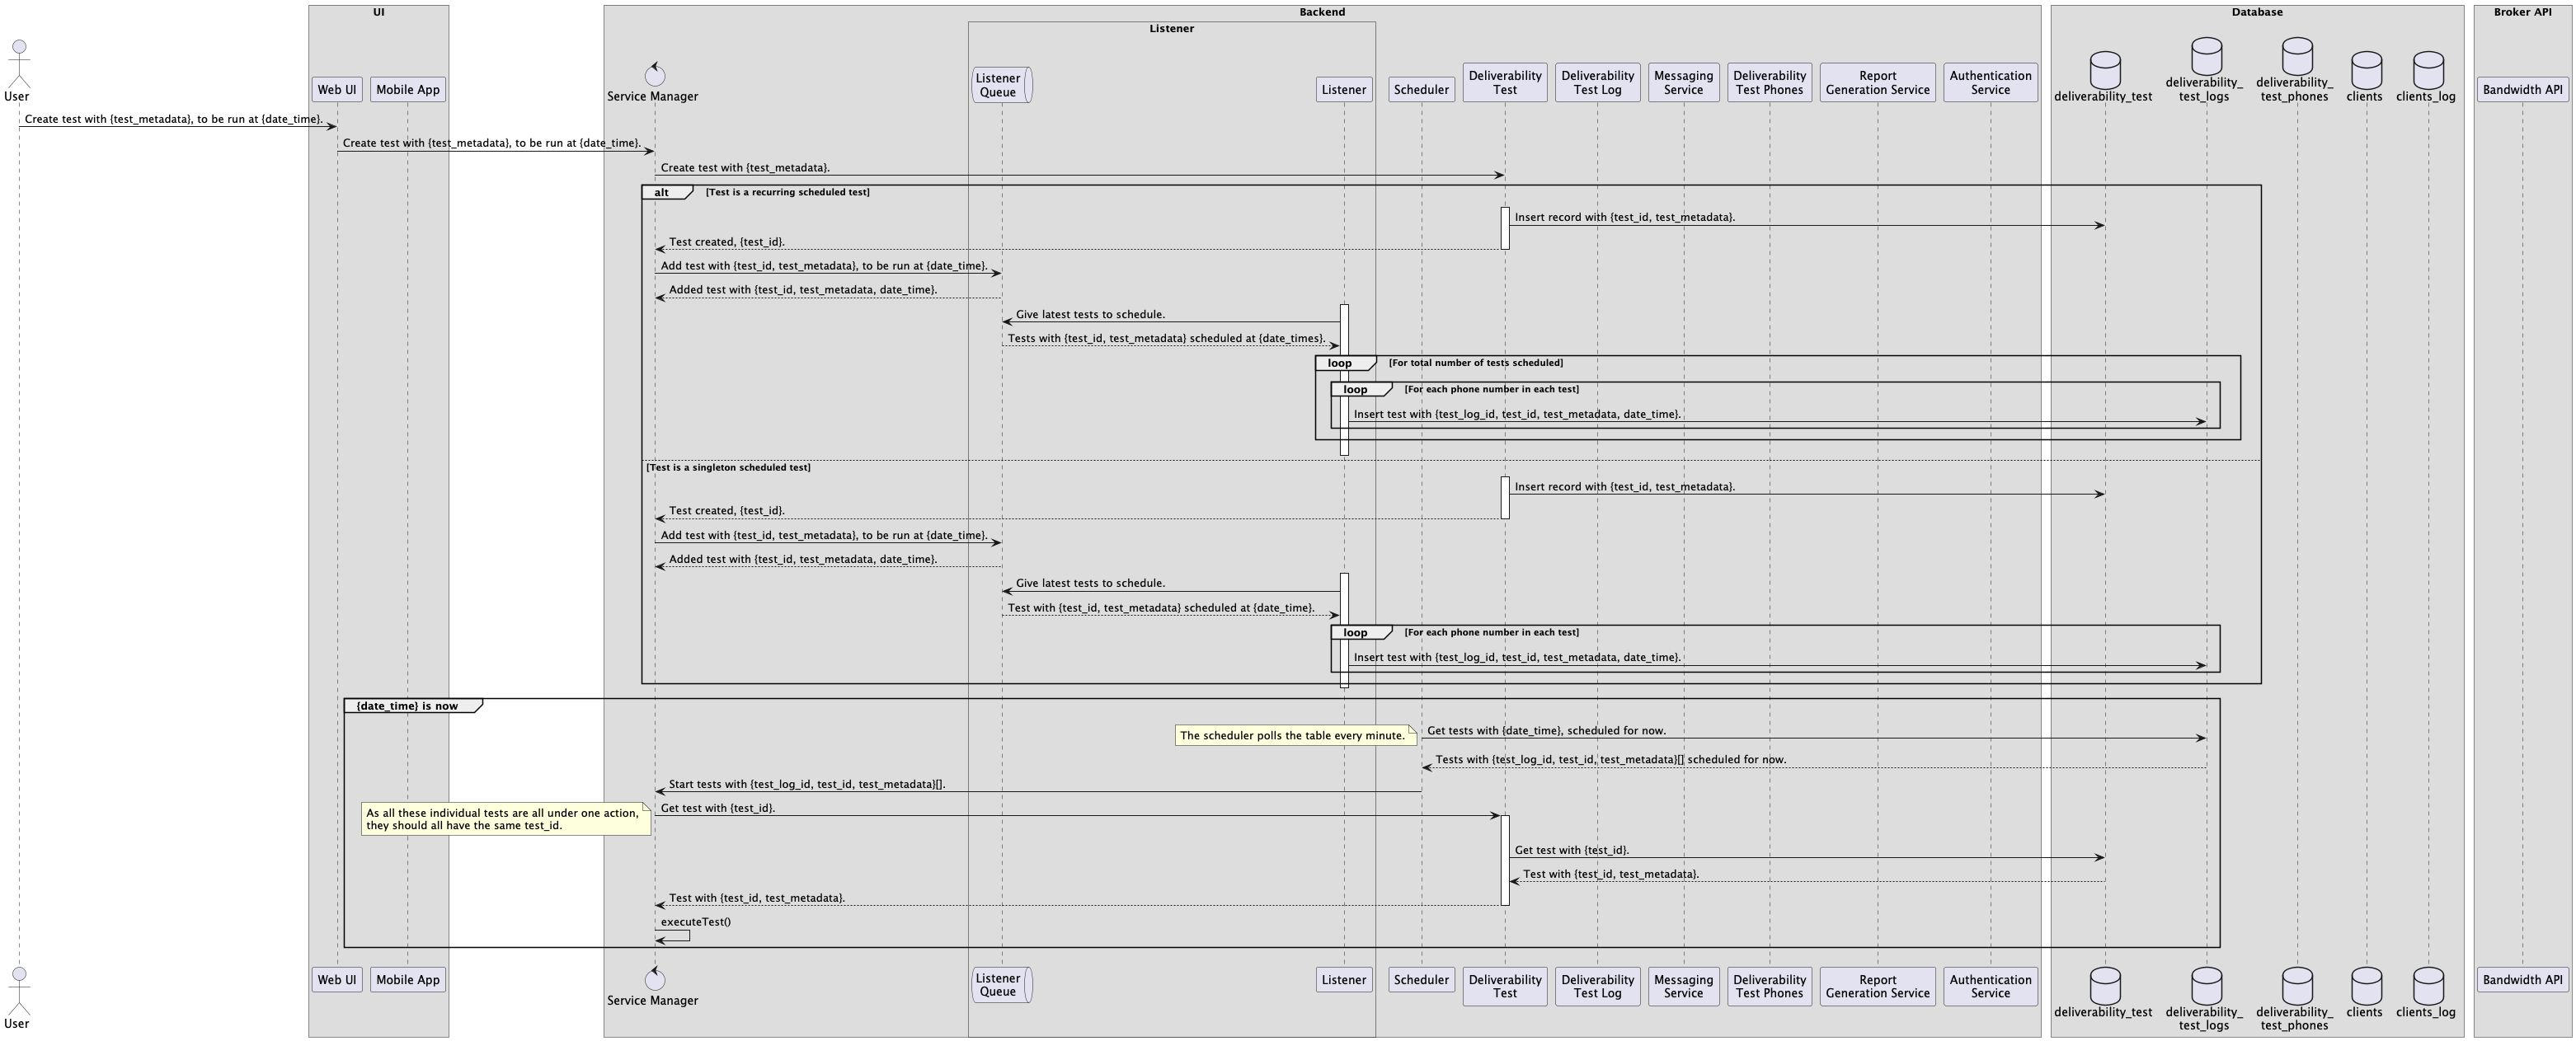 UI
Backend
Database
Broker API
Listener
User
Web UI
Mobile App
Service Manager
Listener
Queue
Listener
Scheduler
Deliverability
Test
Deliverability
Test Log
Messaging
Service
Deliverability
Test Phones
Report
Generation Service
Authentication
Service
deliverability_test
deliverability_
test_logs
deliverability_
test_phones
clients
clients_log
Bandwidth API
Create test with {test_metadata}, to be run at {date_time}.
Create test with {test_metadata}, to be run at {date_time}.
Create test with {test_metadata}.
alt
[Test is a recurring scheduled test]
Insert record with {test_id, test_metadata}.
Test created, {test_id}.
Add test with {test_id, test_metadata}, to be run at {date_time}.
Added test with {test_id, test_metadata, date_time}.
Give latest tests to schedule.
Tests with {test_id, test_metadata} scheduled at {date_times}.
loop
[For total number of tests scheduled]
loop
[For each phone number in each test]
Insert test with {test_log_id, test_id, test_metadata, date_time}.
[Test is a singleton scheduled test]
Insert record with {test_id, test_metadata}.
Test created, {test_id}.
Add test with {test_id, test_metadata}, to be run at {date_time}.
Added test with {test_id, test_metadata, date_time}.
Give latest tests to schedule.
Test with {test_id, test_metadata} scheduled at {date_time}.
loop
[For each phone number in each test]
Insert test with {test_log_id, test_id, test_metadata, date_time}.
{date_time} is now
The scheduler polls the table every minute.
Get tests with {date_time}, scheduled for now.
Tests with {test_log_id, test_id, test_metadata}[] scheduled for now.
Start tests with {test_log_id, test_id, test_metadata}[].
As all these individual tests are all under one action,
they should all have the same test_id.
Get test with {test_id}.
Get test with {test_id}.
Test with {test_id, test_metadata}.
Test with {test_id, test_metadata}.
executeTest()
User
Web UI
Mobile App
Service Manager
Listener
Queue
Listener
Scheduler
Deliverability
Test
Deliverability
Test Log
Messaging
Service
Deliverability
Test Phones
Report
Generation Service
Authentication
Service
deliverability_test
deliverability_
test_logs
deliverability_
test_phones
clients
clients_log
Bandwidth API